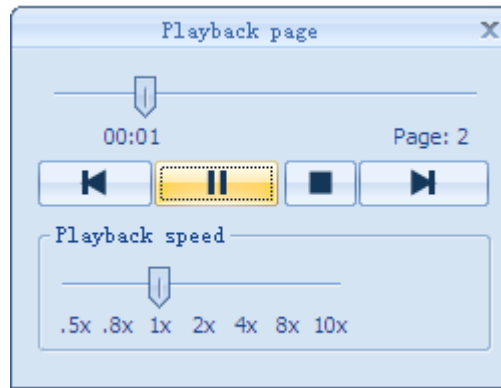 Playback page
00:01 Page: 2
Playback speed
.5x .8x 1x 2x 4x 8x 10x